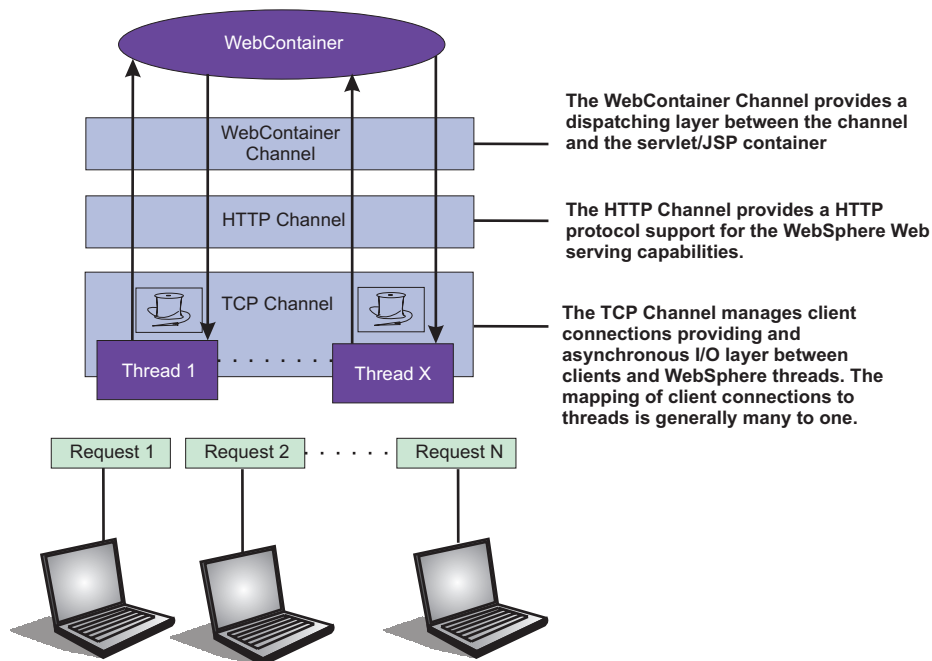 WebContainer
WebContainer
Channel
The WebContainer Channel provides a
dispatching layer between the channel
and the servlet/JSP container
HTTP Channel
The HTTP Channel provides a HTTP
protocol support for the WebSphere Web
serving capabilities.
TCP Channel
The TCP Channel manages client
connections providing and
asynchronous I/O layer between
clients and WebSphere threads. The
mapping of client connections to
threads is generally many to one.
Thread 1 . . . . . . . . . Thread X
Request 1 Request 2 . . . . . . Request N